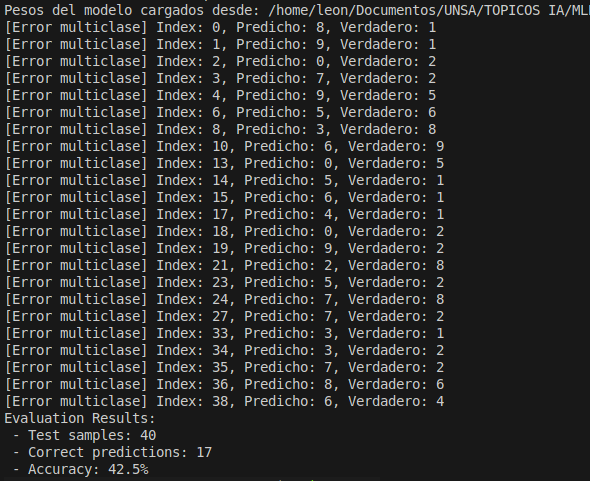 Pesos del modelo cargados desde: /home/leon/Documentos/UNSA/TOPICOS IA/ML
[Error multiclase] Index: 0, Predicho: 8, Verdadero: 1
[Error multiclase] Index: 1, Predicho: 9, Verdadero: 1
[Error multiclase] Index: 2, Predicho: 0, Verdadero: 2
[Error multiclase] Index: 3, Predicho: 7, Verdadero: 2
[Error multiclase] Index: 4, Predicho: 9, Verdadero: 5
[Error multiclase] Index: 6, Predicho: 5, Verdadero: 6
[Error multiclase] Index: 8, Predicho: 3, Verdadero: 8
[Error multiclase] Index: 10, Predicho: 6, Verdadero: 9
[Error multiclase] Index: 13, Predicho: 0, Verdadero: 5
[Error multiclase] Index: 14, Predicho: 5, Verdadero: 1
[Error multiclase] Index: 15, Predicho: 6, Verdadero: 1
[Error multiclase] Index: 17, Predicho: 4, Verdadero: 1
[Error multiclase] Index: 18, Predicho: 0, Verdadero: 2
[Error multiclase] Index: 19, Predicho: 9, Verdadero: 2
[Error multiclase] Index: 21, Predicho: 2, Verdadero: 8
[Error multiclase] Index: 23, Predicho: 5, Verdadero: 2
[Error multiclase] Index: 24, Predicho: 7, Verdadero: 8
[Error multiclase] Index: 27, Predicho: 7, Verdadero: 2
[Error multiclase] Index: 33, Predicho: 3, Verdadero: 1
[Error multiclase] Index: 34, Predicho: 3, Verdadero: 2
[Error multiclase] Index: 35, Predicho: 7, Verdadero: 2
[Error multiclase] Index: 36, Predicho: 8, Verdadero: 6
[Error multiclase] Index: 38, Predicho: 6, Verdadero: 4
Evaluation Results:
- Test samples: 40
- Correct predictions: 17
- Accuracy: 42.5%